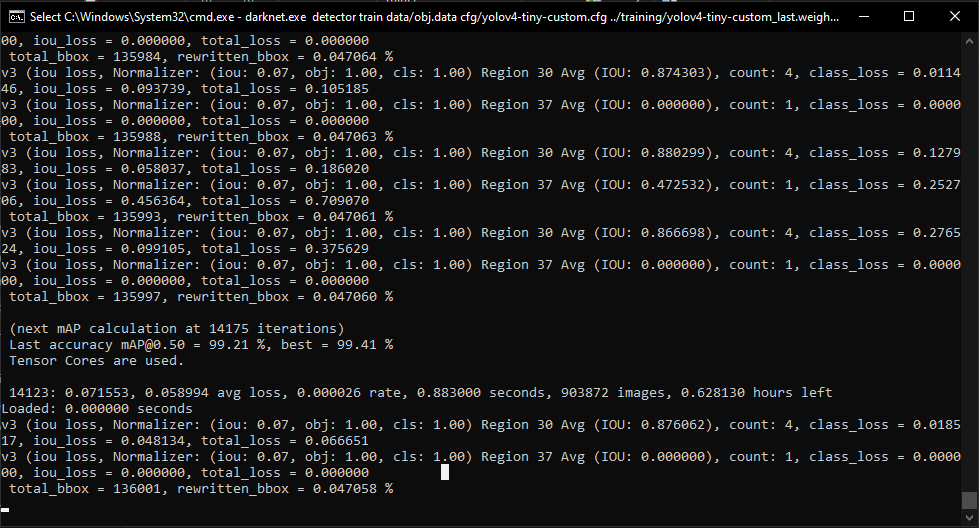 Select C:\Windows\System32\cmd.exe - darknet.exe detector train data/obj.data cfg/yolov4-tiny-custom.cfg ../training/yolov4-tiny-custom_last.weigh...
00, iou_loss = 0.000000, total_loss = 0.000000
total_bbox = 135984, rewritten_bbox = 0.047064 %
v3 (iou loss, Normalizer: (iou: 0.07, obj: 1.00, cls: 1.00) Region 30 Avg (IOU: 0.874303), count: 4, class_loss = 0.0114
46, iou_loss = 0.093739, total_loss = 0.105185
v3 (iou loss, Normalizer: (iou: 0.07, obj: 1.00, cls: 1.00) Region 37 Avg (IOU: 0.000000), count: 1, class_loss = 0.0000
00, iou_loss = 0.000000, total_loss = 0.000000
total_bbox = 135988, rewritten_bbox = 0.047063 %
v3 (iou loss, Normalizer: (iou: 0.07, obj: 1.00, cls: 1.00) Region 30 Avg (IOU: 0.880299), count: 4, class_loss = 0.1279
83, iou_loss = 0.058037, total_loss = 0.186020
v3 (iou loss, Normalizer: (iou: 0.07, obj: 1.00, cls: 1.00) Region 37 Avg (IOU: 0.472532), count: 1, class_loss = 0.2527
06, iou_loss = 0.456364, total_loss = 0.709070
total_bbox = 135993, rewritten_bbox = 0.047061 %
v3 (iou loss, Normalizer: (iou: 0.07, obj: 1.00, cls: 1.00) Region 30 Avg (IOU: 0.866698), count: 4, class_loss = 0.2765
24, iou_loss = 0.099105, total_loss = 0.375629
v3 (iou loss, Normalizer: (iou: 0.07, obj: 1.00, cls: 1.00) Region 37 Avg (IOU: 0.000000), count: 1, class_loss = 0.0000
00, iou_loss = 0.000000, total_loss = 0.000000
total_bbox = 135997, rewritten_bbox = 0.047060 %
(next mAP calculation at 14175 iterations)
Last accuracy mAP@0.50 = 99.21 %, best = 99.41 %
Tensor Cores are used.
14123: 0.071553, 0.058994 avg loss, 0.000026 rate, 0.883000 seconds, 903872 images, 0.628130 hours left
Loaded: 0.000000 seconds
v3 (iou loss, Normalizer: (iou: 0.07, obj: 1.00, cls: 1.00) Region 30 Avg (IOU: 0.876062), count: 4, class_loss = 0.0185
17, iou_loss = 0.048134, total_loss = 0.066651
v3 (iou loss, Normalizer: (iou: 0.07, obj: 1.00, cls: 1.00) Region 37 Avg (IOU: 0.000000), count: 1, class_loss = 0.0000
00, iou_loss = 0.000000, total_loss = 0.000000
total_bbox = 136001, rewritten_bbox = 0.047058 %